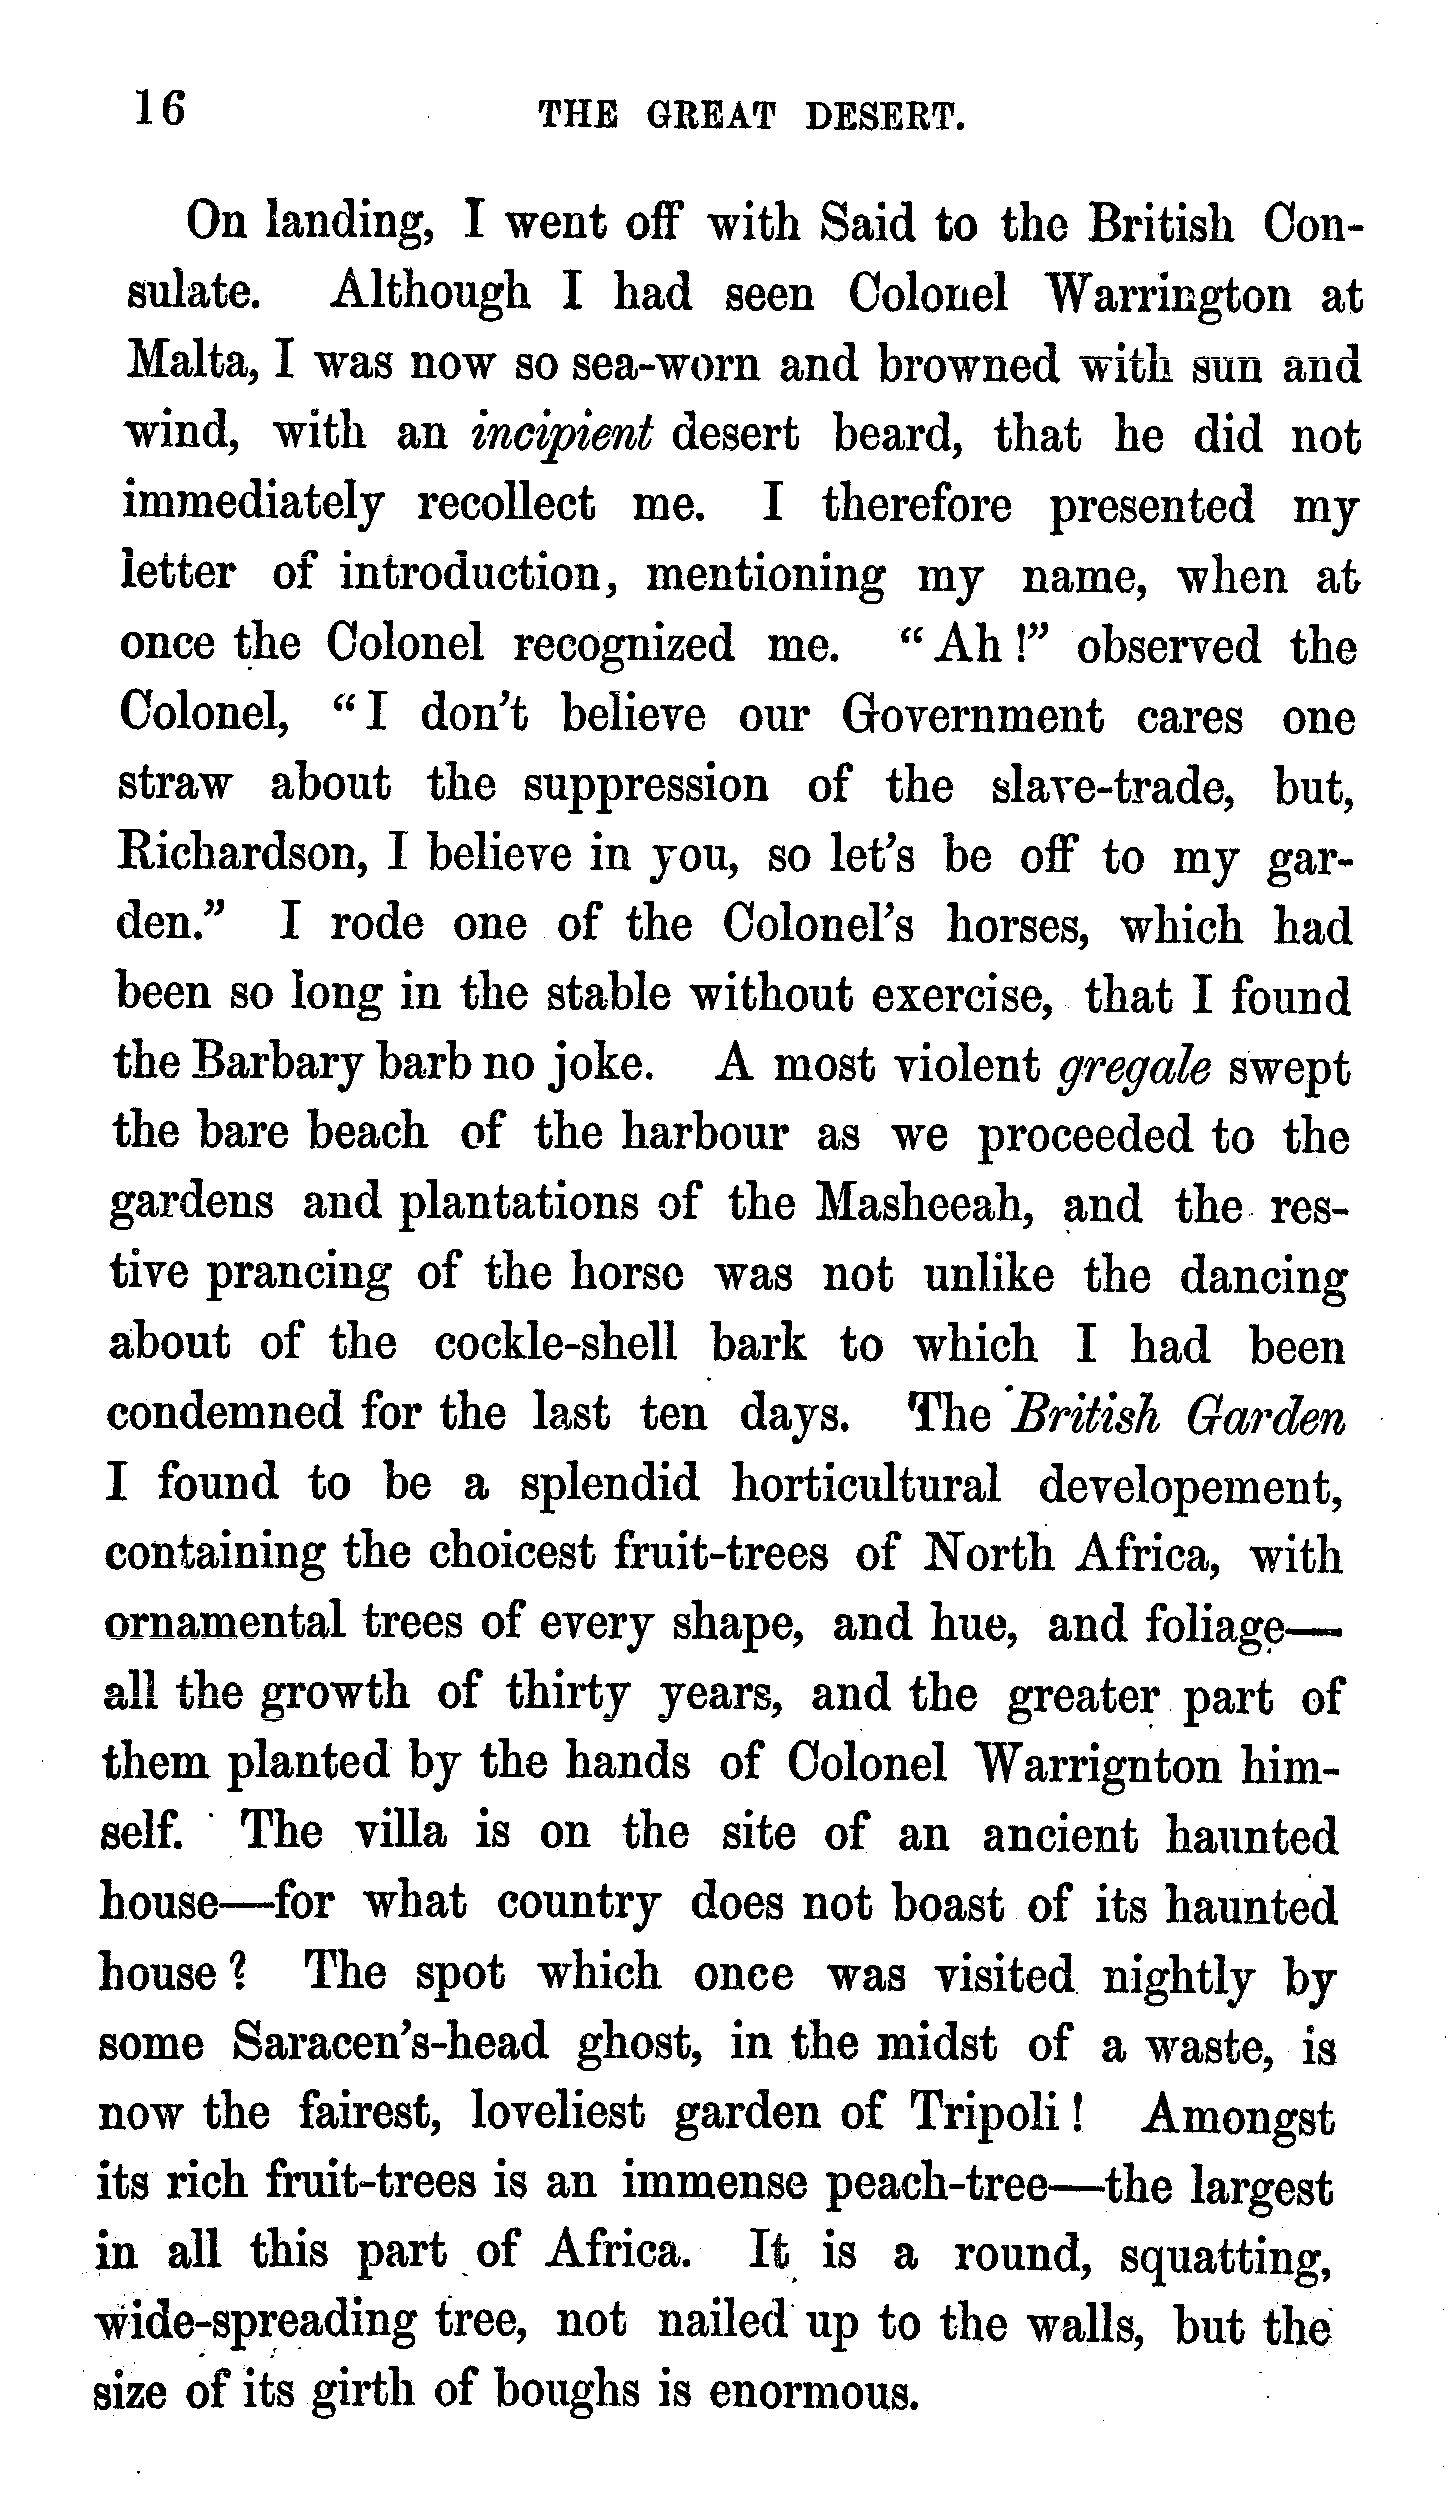 16 THE GREAT DESERT.
On landing, I went off with Said to the British Con-
sulate. Although I had seen Colonel Warrington at
Malta, I was now so sea-worn and browned with sun and
wind, with an incipient desert beard, that he did not
immediately recollect me. I therefore presented my
letter of introduction, mentioning my name, when at
once the Colonel recognized me. “Ah!” observed the
Colonel, “I don't believe our Government cares one
straw about the suppression of the slave-trade, but,
Richardson, I believe in you, so let's be off to my gar-
den.” I rode one of the Colonel's horses, which had
been so long in the stable without exercise, that I found
the Barbary barb no joke. A most violent gregale swept
the bare beach of the harbour as we proceeded to the
gardens and plantations of the Masheeah, and the res-
tive prancing of the horse was not unlike the dancing
about of the cockle-shell bark to which I had been
condemned for the last ten days. The British Garden
I found to be a splendid horticultural developement,
containing the choicest fruit-trees of North Africa, with
ornamental trees of every shape, and hue, and foliage—
all the growth of thirty years, and the greater part of
them planted by the hands of Colonel Warrignton him-
self. The villa is on the site of an ancient haunted
house—for what country does not boast of its haunted
house? The spot which once was visited nightly by
some Saracen's-head ghost, in the midst of a waste, is
now the fairest, loveliest garden of Tripoli! Amongst
its rich fruit-trees is an immense peach-tree—the largest
in all this part of Africa. It is a round, squatting,
wide-spreading tree, not nailed up to the walls, but the
size of its girth of boughs is enormous.